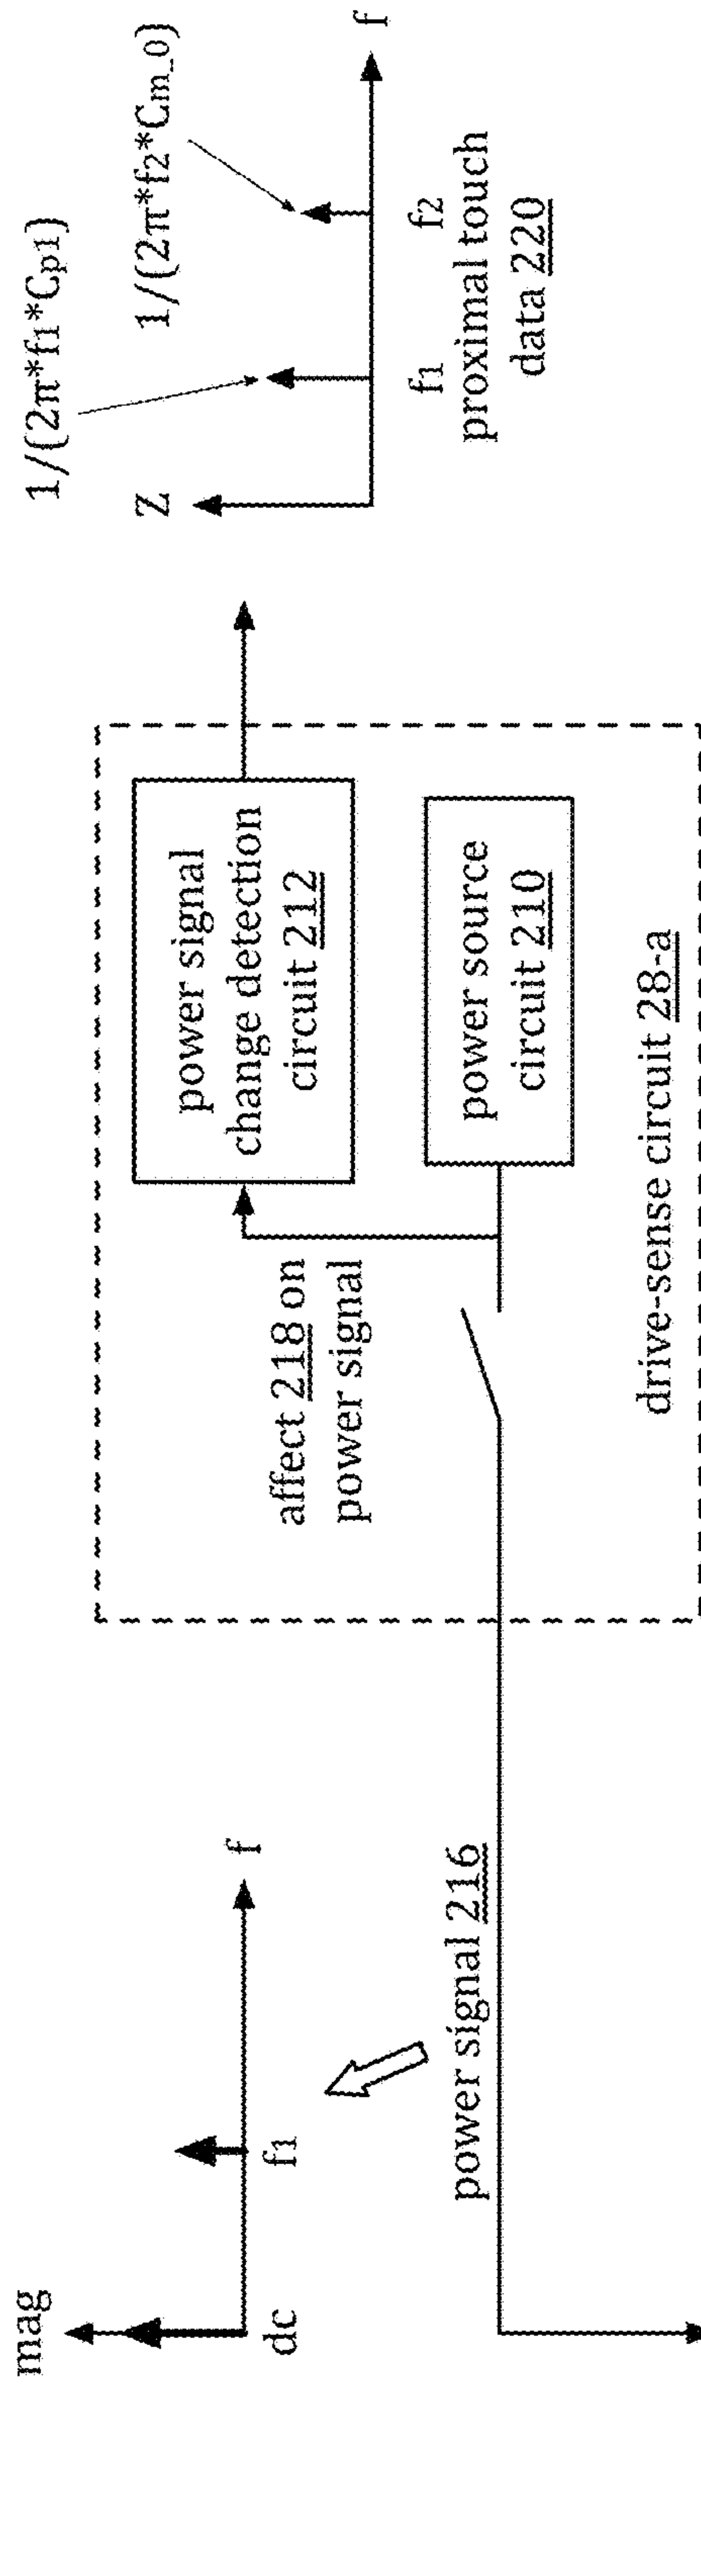 mag
dc
f1
f
power signal 216
affect 218 on
power signal
power signal
change detection
circuit 212
power source
circuit 210
drive-sense circuit 28-a
1/(2π*f1*Cp1)
1/(2π*f2*Cm_0)
Z
f
f1
f2
proximal touch
data 220